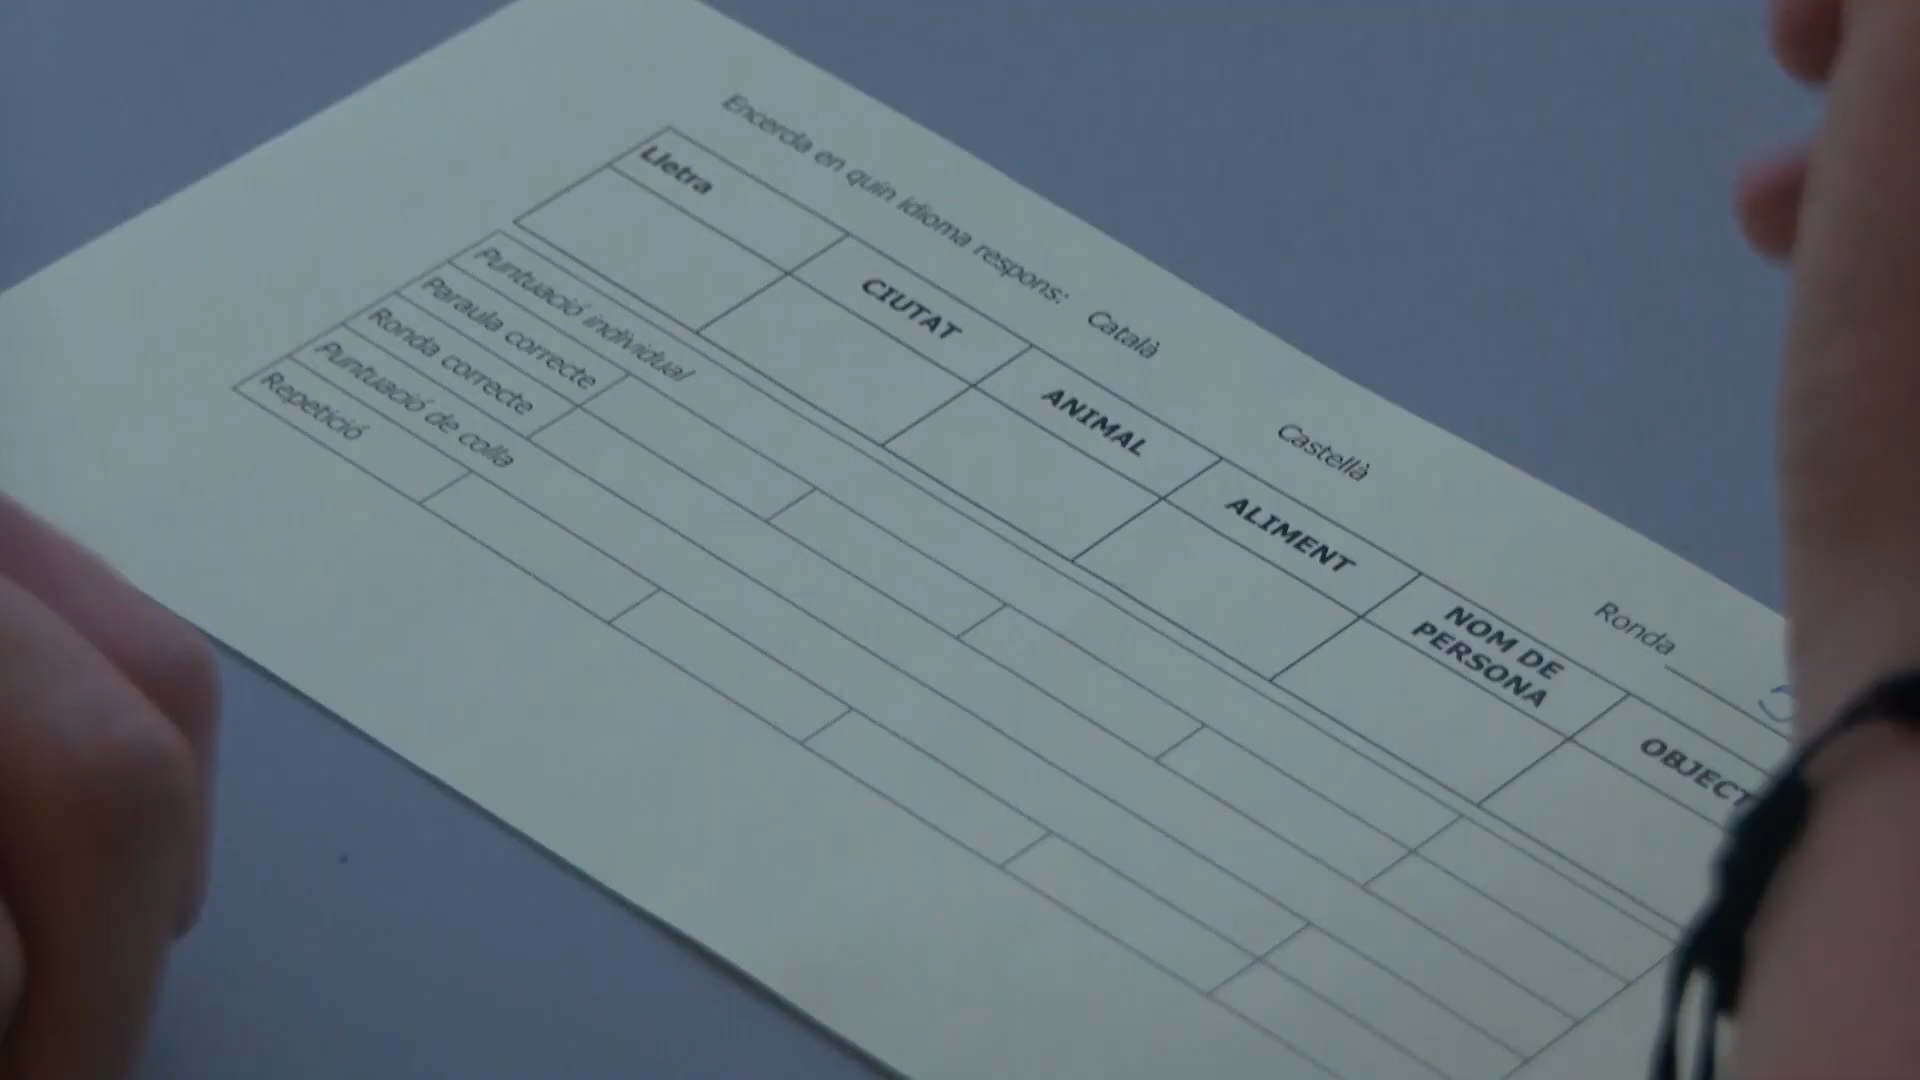 Encercla en quin idioma respons: Català Castellà Ronda 5
Lletra CIUTAT ANIMAL ALIMENT NOM DE PERSONA OBJECT
Puntuació individual
Paraula correcte
Ronda correcte
Puntuació de colla
Repetició